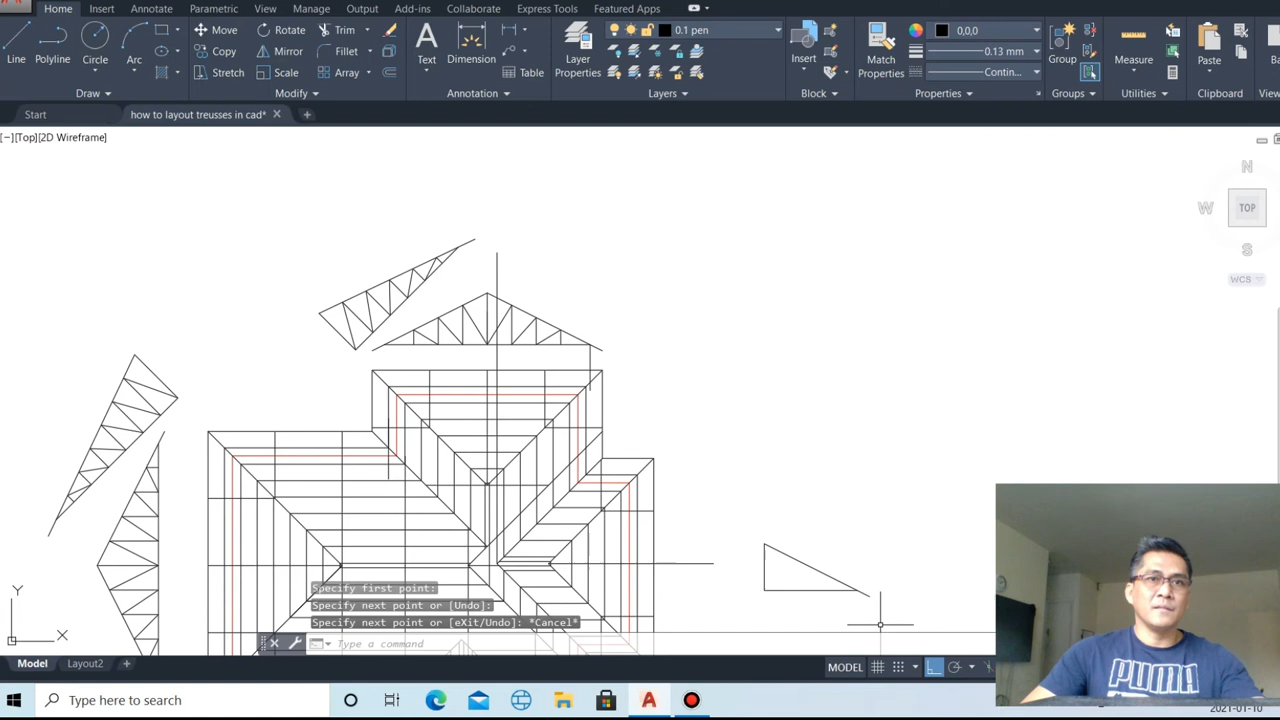 Home Insert Annotate Parametric View Manage Output Add-ins Collaborate Express Tools Featured Apps
Line Polyline Circle Arc
Move Rotate Trim
Copy Mirror Fillet
Stretch Scale Array
Text Dimension Table
Layer Properties
0.1 pen
Insert
Match Properties
0,0,0
0.13 mm
Contin...
Group Measure Paste
Draw Modify Annotation Layers Block Properties Groups Utilities Clipboard
Start how to layout treusses in cad*
[−][Top][2D Wireframe]
N
W TOP
S
WCS
Specify first point:
Specify next point or [Undo]:
Specify next point or [eXit/Undo]: *Cancel*
Type a command
Y
X
Model Layout2
MODEL
PUMA
Type here to search
2021-01-10